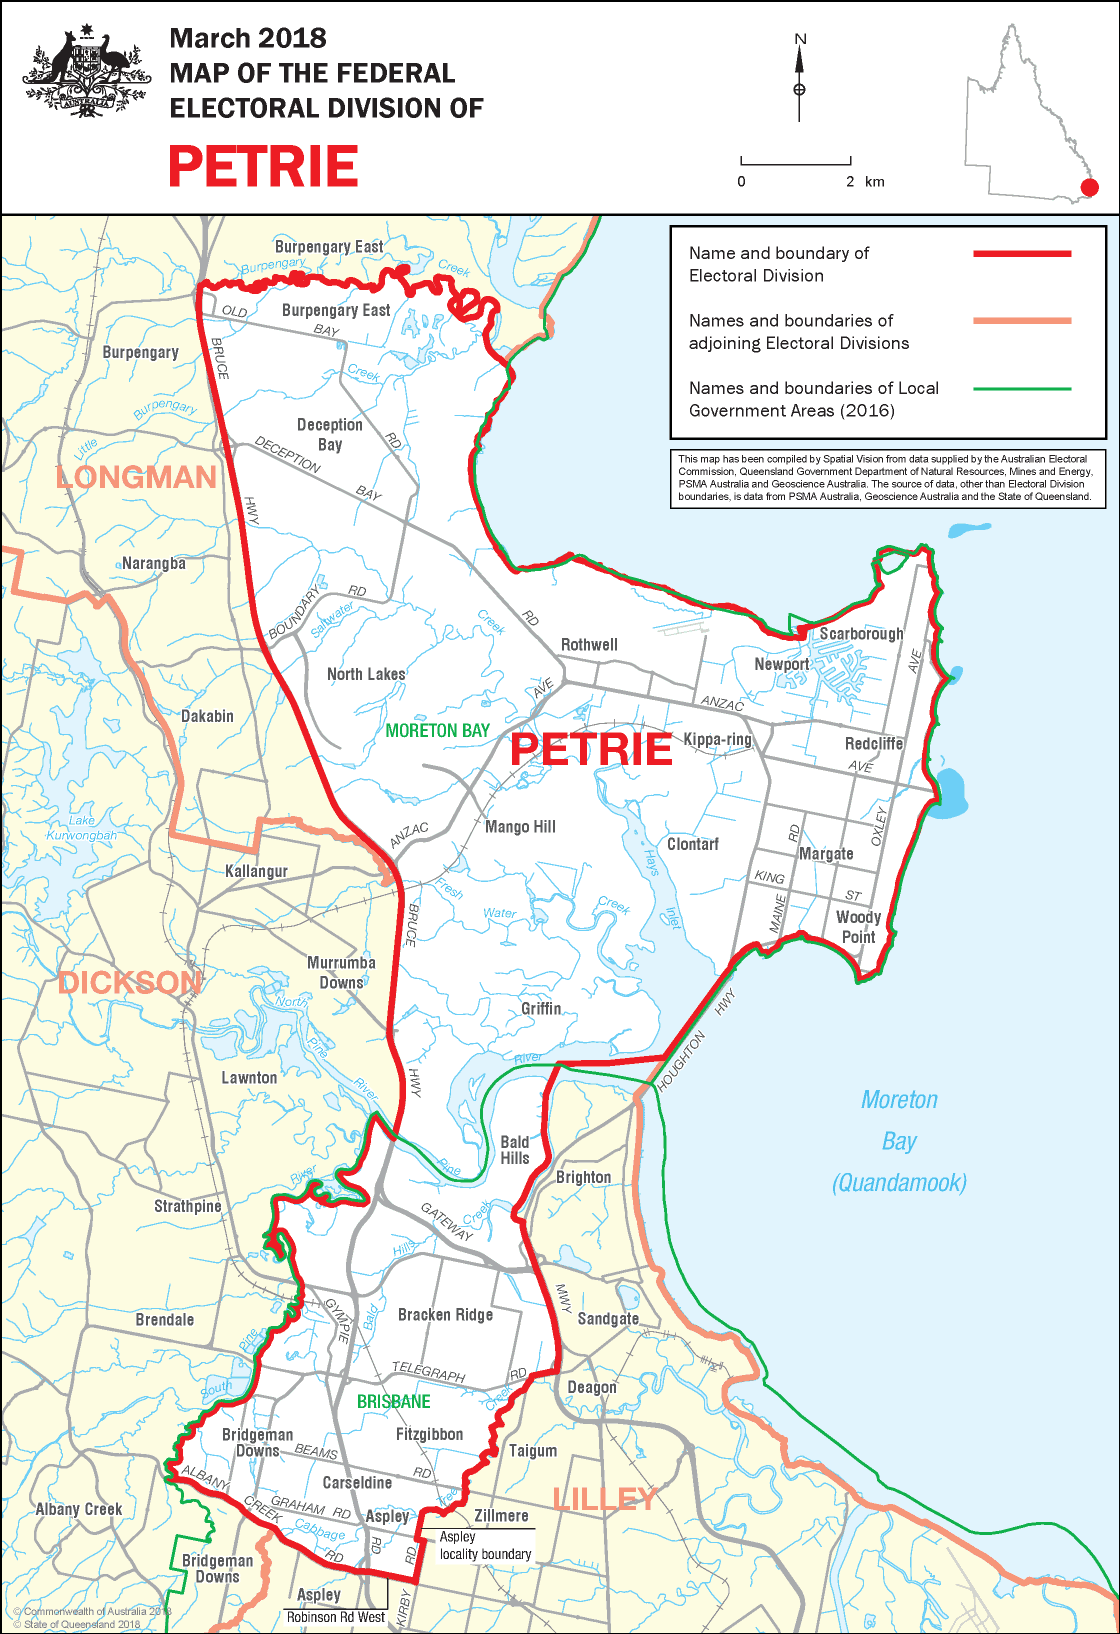 March 2018
MAP OF THE FEDERAL
ELECTORAL DIVISION OF
PETRIE
AUSTRALIA
N
0 2 km
Name and boundary of
Electoral Division
Names and boundaries of
adjoining Electoral Divisions
Names and boundaries of Local
Government Areas (2016)
This map has been compiled by Spatial Vision from data supplied by the Australian Electoral
Commission, Queensland Government Department of Natural Resources, Mines and Energy,
PSMA Australia and Geoscience Australia. The source of data, other than Electoral Division
boundaries, is data from PSMA Australia, Geoscience Australia and the State of Queensland.
Burpengary East
Burpengary
Creek
OLD
BAY
RD
Burpengary East
Burpengary
BRUCE
Creek
Little
Burpengary
Deception
Bay
DECEPTION
BAY
RD
LONGMAN
HWY
Narangba
BOUNDARY
RD
Saltwater
Creek
Rothwell
Scarborough
Newport
North Lakes
AVE
ANZAC
AVE
Dakabin
MORETON BAY
PETRIE
Kippa-ring
Redcliffe
AVE
Lake
Kurwongbah
ANZAC
Mango Hill
Clontarf
Hays
Inlet
RD
Margate
OXLEY
Kallangur
Fresh
Water
Creek
KING
ST
MAINE
Woody
Point
BRUCE
Murrumba
Downs
DICKSON
North
Pine
River
Griffin
HWY
HOUGHTON
River
Lawnton
HWY
Moreton
Bay
(Quandamook)
Bald
Hills
Pine
Brighton
River
Strathpine
GATEWAY
Creek
Hills
MWY
Brendale
GYMPIE
Bald
Bracken Ridge
Sandgate
Pine
South
TELEGRAPH
RD
Creek
Deagon
BRISBANE
Bridgeman
Downs
Fitzgibbon
BEAMS
RD
Taigum
Carseldine
ALBANY
CREEK
RD
GRAHAM RD
Cabbage
Tree
LILLEY
Albany Creek
Aspley
Zillmere
RD
RD
Aspley
locality boundary
Bridgeman
Downs
Aspley
KIRBY
Robinson Rd West
© Commonwealth of Australia 2018
© State of Queensland 2018